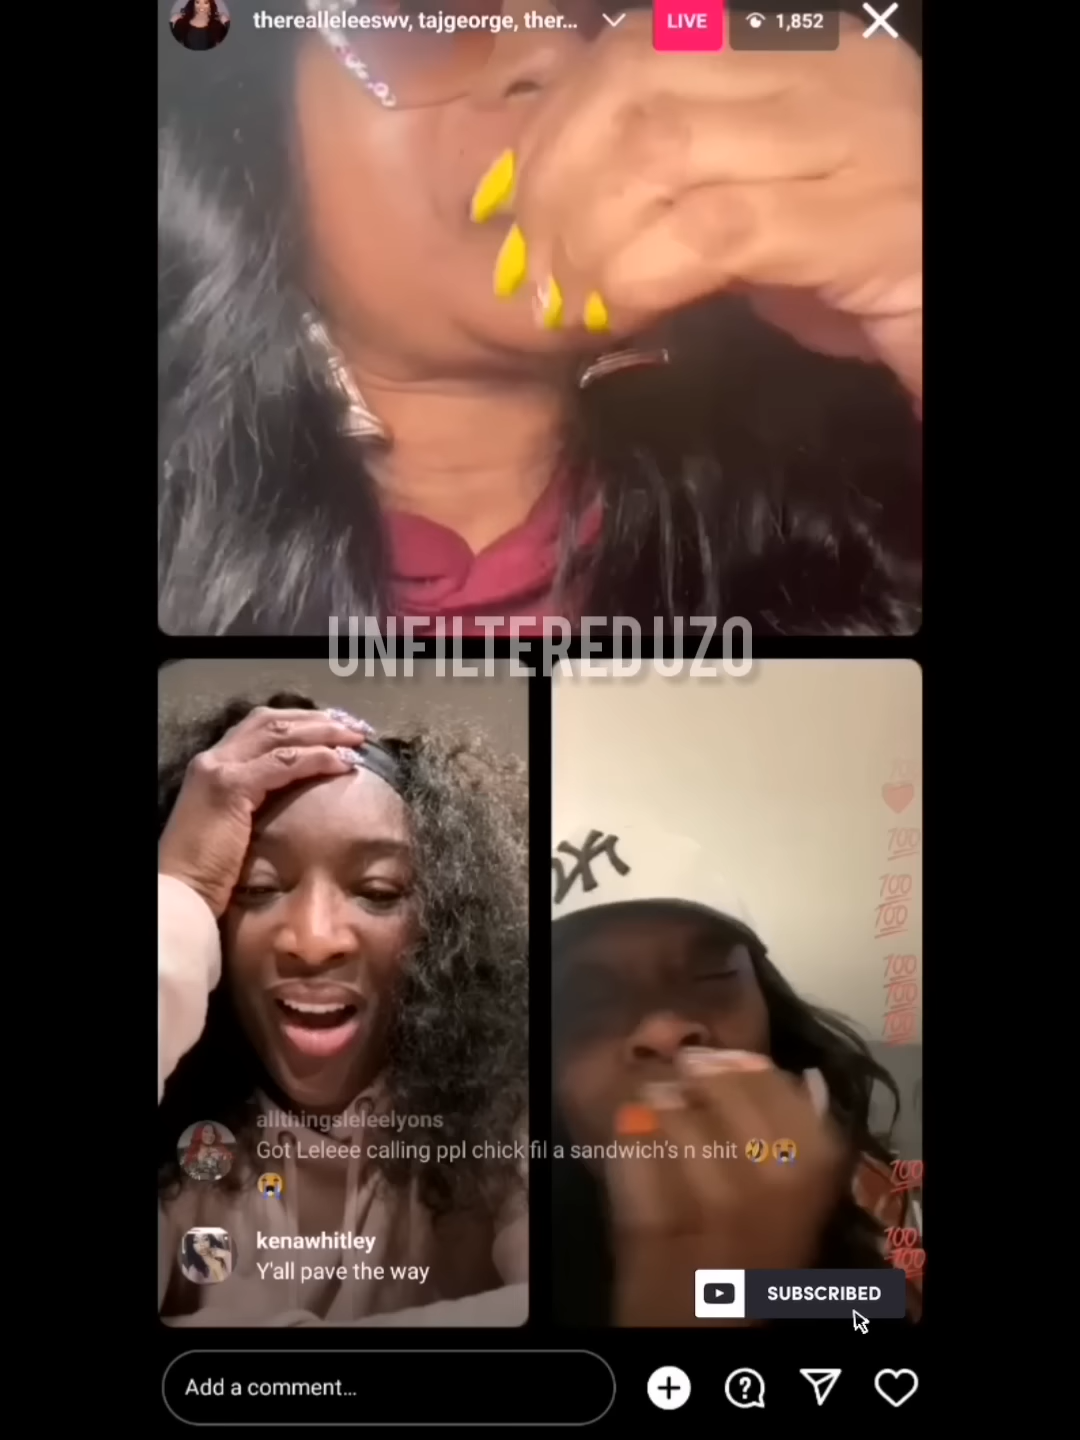 therealleleeswv, tajgeorge, ther...
LIVE
1,852
UNFILTEREDUZO
allthingsleleelyons
Got Leleee calling ppl chick fil a sandwich's n shit 🤣😭
😭
kenawhitley
Y'all pave the way
SUBSCRIBED
Add a comment...